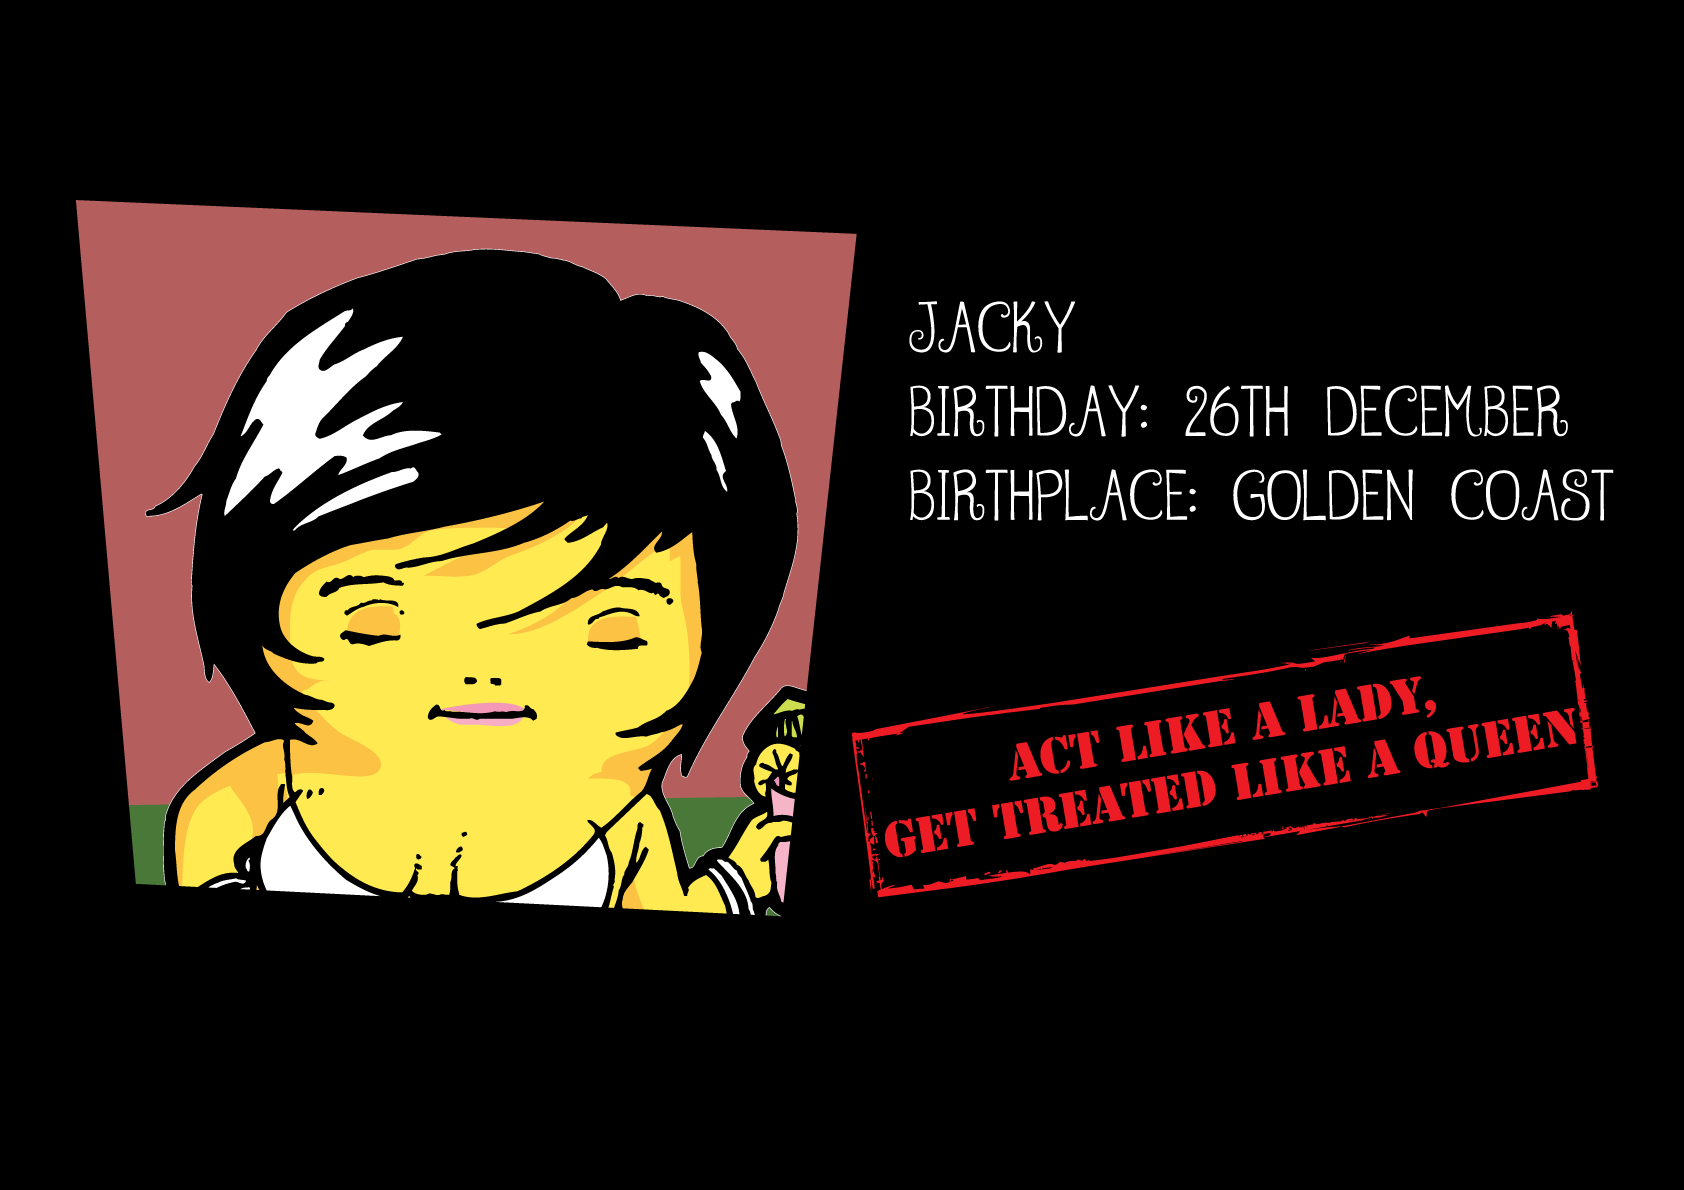 JACKY
BIRTHDAY: 26TH DECEMBER
BIRTHPLACE: GOLDEN COAST
ACT LIKE A LADY,
GET TREATED LIKE A QUEEN